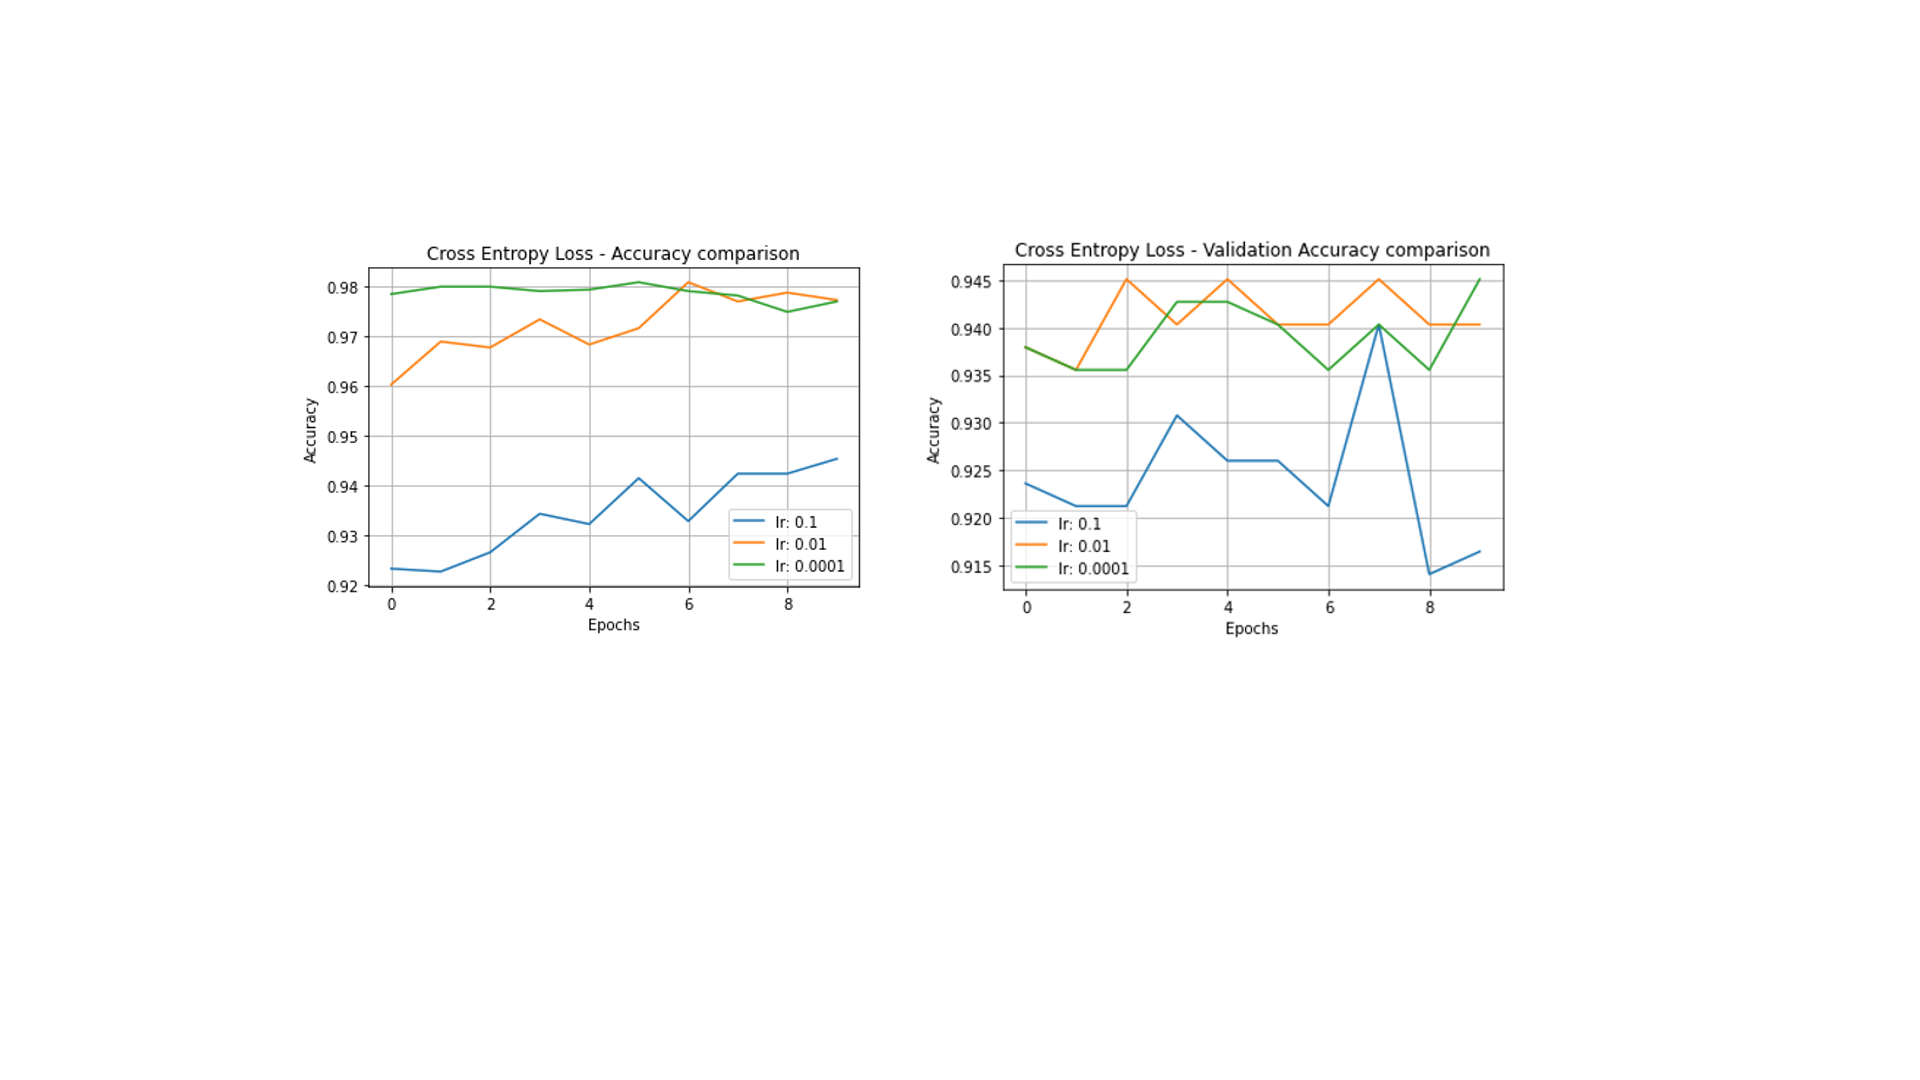 Cross Entropy Loss - Accuracy comparison
0.98
0.97
0.96
0.95
0.94
0.93
0.92
Accuracy
0 2 4 6 8
Epochs
lr: 0.1
lr: 0.01
lr: 0.0001
Cross Entropy Loss - Validation Accuracy comparison
0.945
0.940
0.935
0.930
0.925
0.920
0.915
Accuracy
0 2 4 6 8
Epochs
lr: 0.1
lr: 0.01
lr: 0.0001